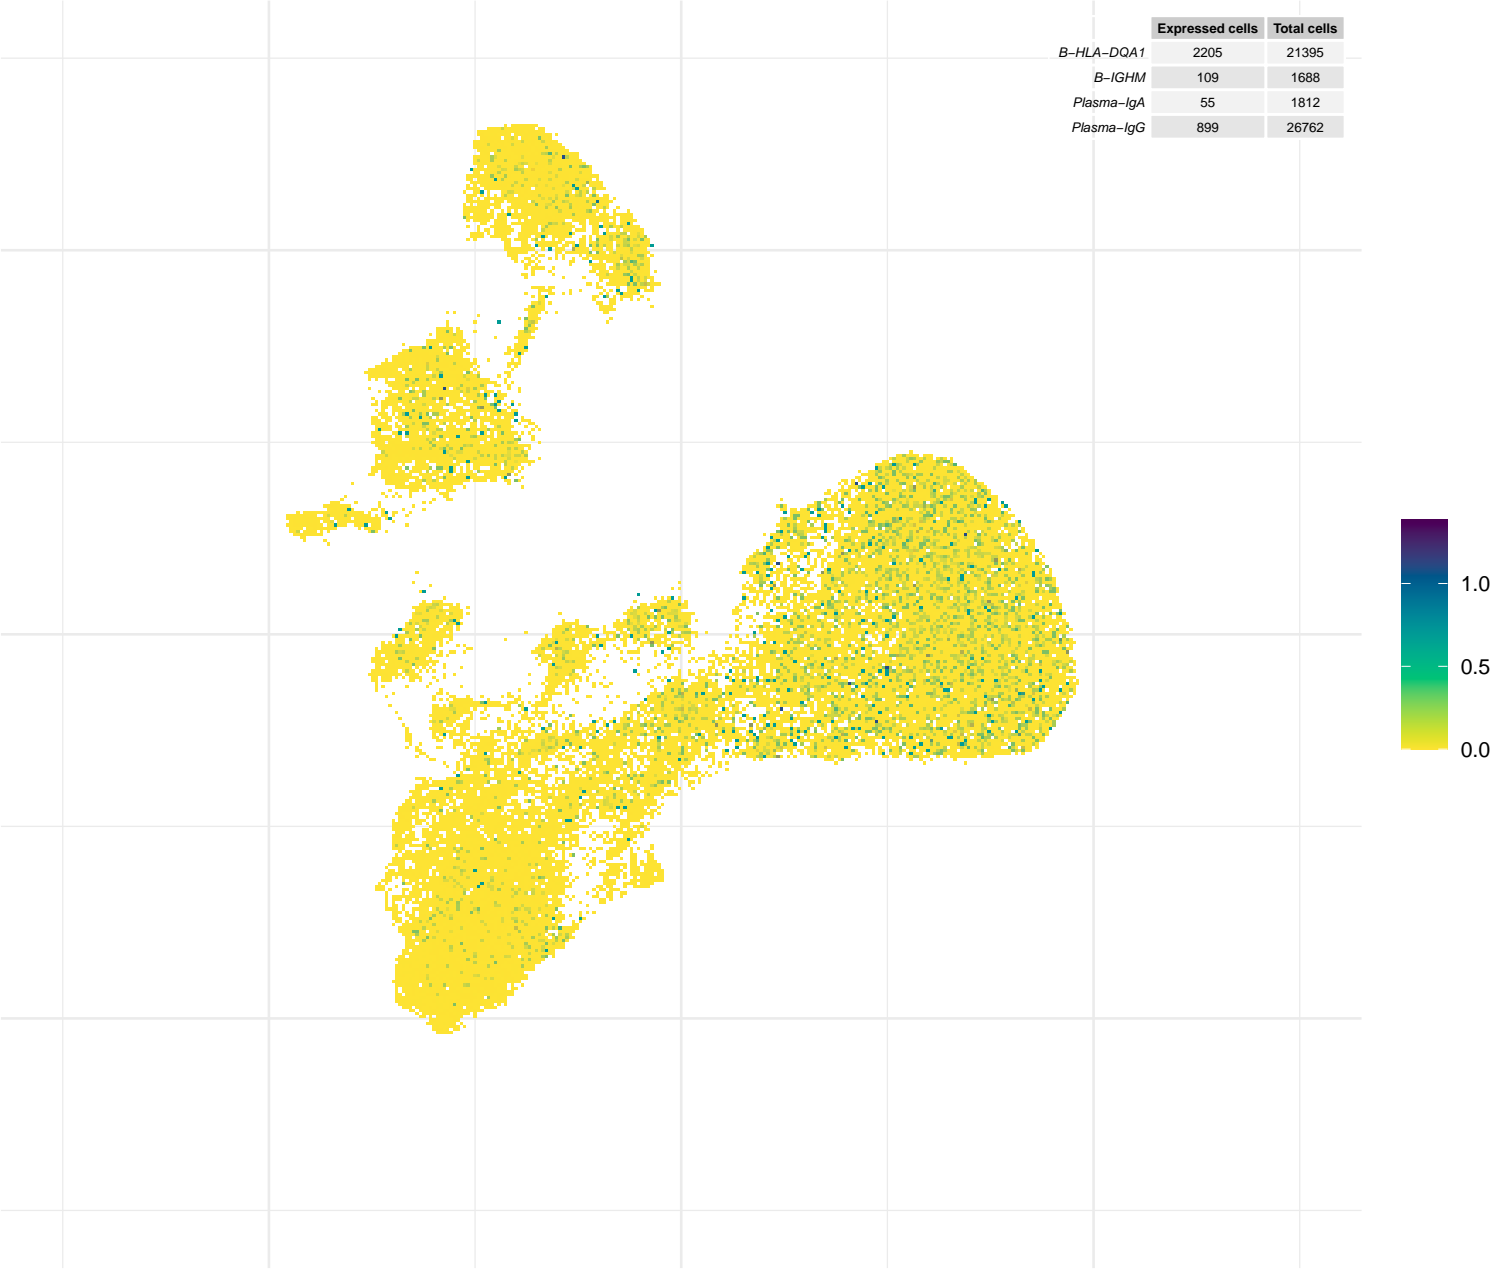 Expressed cells Total cells
B−HLA−DQA1 2205 21395
B−IGHM 109 1688
Plasma−IgA 55 1812
Plasma−IgG 899 26762
1.0
0.5
0.0